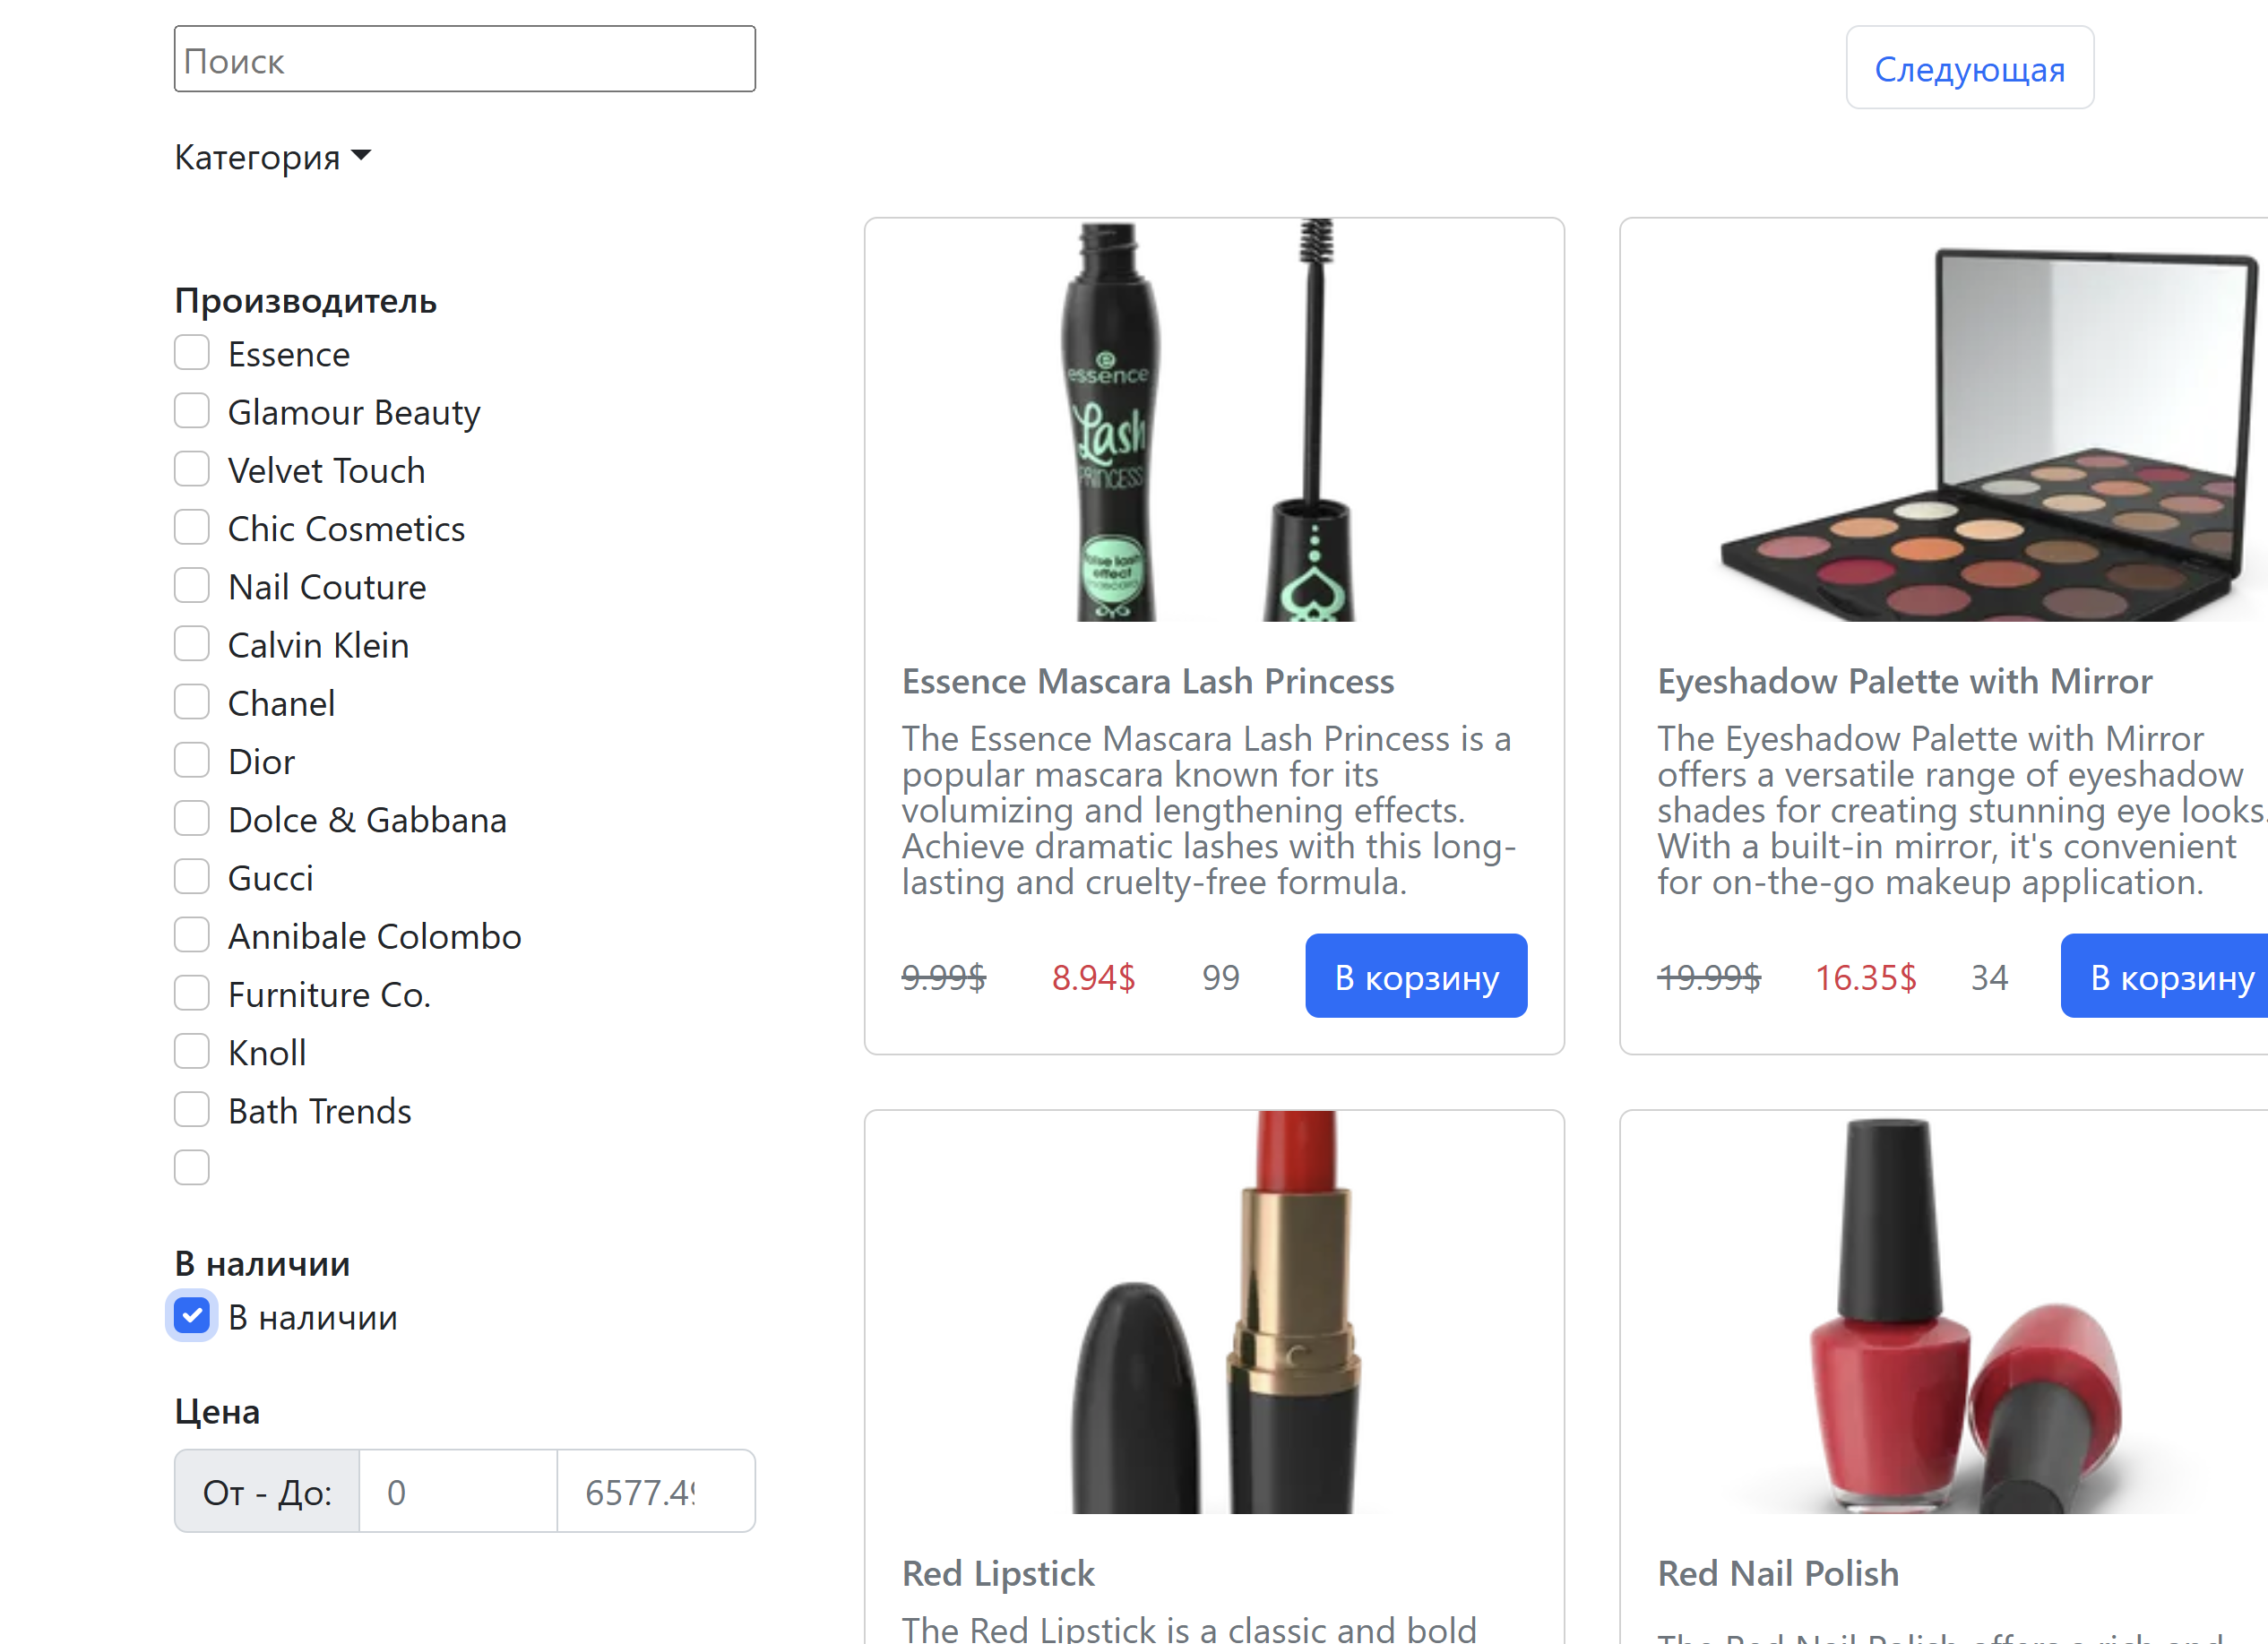 Поиск
Следующая
Категория
Производитель
Essence
Glamour Beauty
Velvet Touch
Chic Cosmetics
Nail Couture
Calvin Klein
Chanel
Dior
Dolce & Gabbana
Gucci
Annibale Colombo
Furniture Co.
Knoll
Bath Trends
В наличии
В наличии
Цена
От - До:
0
6577.49
essence
Lash
PRINCESS
false lash
effect
mascara
Essence Mascara Lash Princess
The Essence Mascara Lash Princess is a
popular mascara known for its
volumizing and lengthening effects.
Achieve dramatic lashes with this long-
lasting and cruelty-free formula.
9.99$ 8.94$ 99 В корзину
Eyeshadow Palette with Mirror
The Eyeshadow Palette with Mirror
offers a versatile range of eyeshadow
shades for creating stunning eye looks.
With a built-in mirror, it's convenient
for on-the-go makeup application.
19.99$ 16.35$ 34 В корзину
Red Lipstick
The Red Lipstick is a classic and bold
Red Nail Polish
The Red Nail Polish offers a rich and